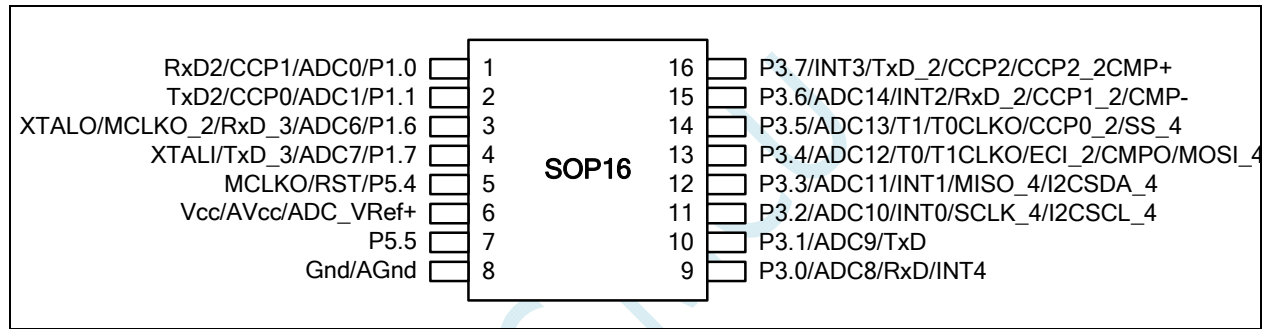 RxD2/CCP1/ADC0/P1.0 1 16 P3.7/INT3/TxD_2/CCP2/CCP2_2CMP+
TxD2/CCP0/ADC1/P1.1 2 15 P3.6/ADC14/INT2/RxD_2/CCP1_2/CMP-
XTALO/MCLKO_2/RxD_3/ADC6/P1.6 3 14 P3.5/ADC13/T1/T0CLKO/CCP0_2/SS_4
XTALI/TxD_3/ADC7/P1.7 4 13 P3.4/ADC12/T0/T1CLKO/ECI_2/CMPO/MOSI_4
SOP16
MCLKO/RST/P5.4 5 12 P3.3/ADC11/INT1/MISO_4/I2CSDA_4
Vcc/AVcc/ADC_VRef+ 6 11 P3.2/ADC10/INT0/SCLK_4/I2CSCL_4
P5.5 7 10 P3.1/ADC9/TxD
Gnd/AGnd 8 9 P3.0/ADC8/RxD/INT4